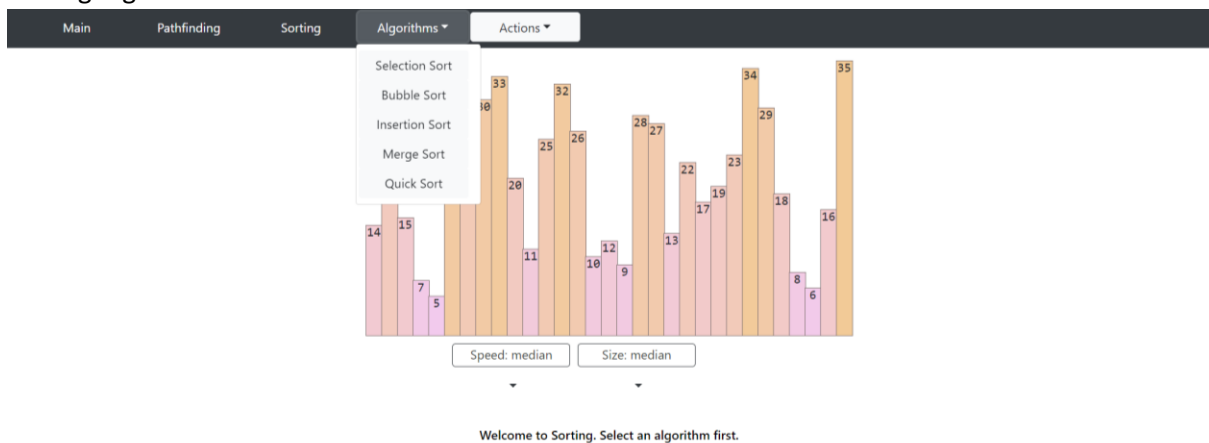 Main Pathfinding Sorting Algorithms Actions
Selection Sort
Bubble Sort
Insertion Sort
Merge Sort
Quick Sort
14 15 7 5 33 20 11 25 32 26 10 12 9 28 27 13 22 17 19 23 34 29 18 8 6 16 35
Speed: median Size: median
Welcome to Sorting. Select an algorithm first.